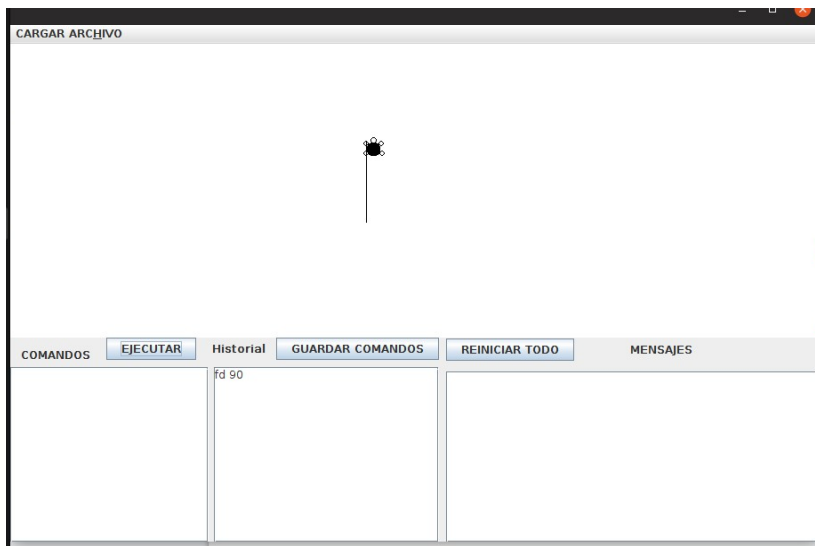 CARGAR ARCHIVO
COMANDOS
EJECUTAR
Historial
GUARDAR COMANDOS
REINICIAR TODO
MENSAJES
fd 90